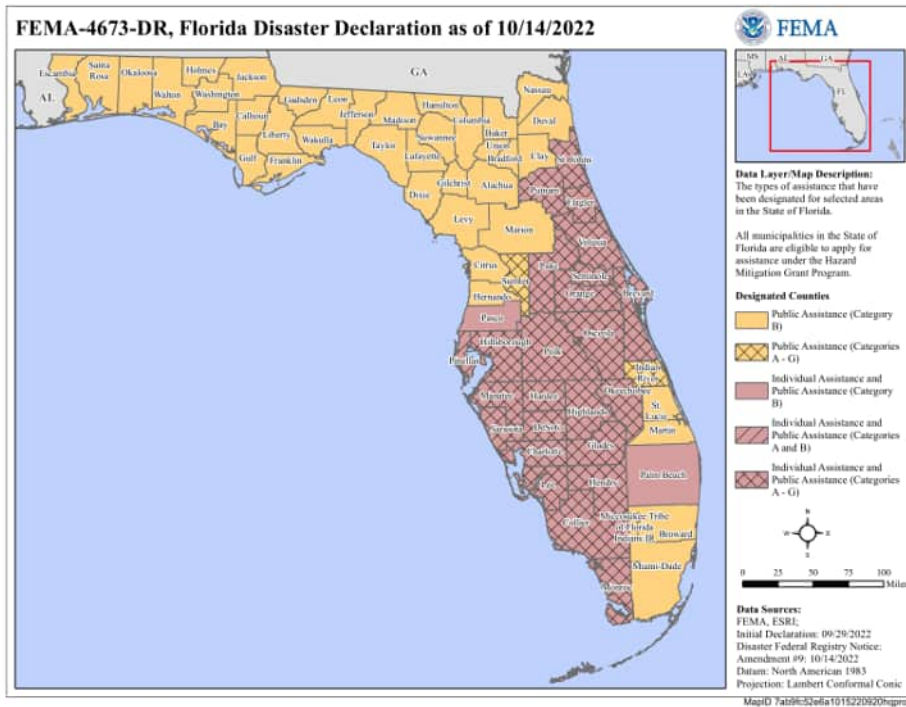 FEMA-4673-DR, Florida Disaster Declaration as of 10/14/2022
FEMA
GA
AL
Escambia
Santa
Rosa
Okaloosa
Walton
Holmes
Washington
Jackson
Bay
Calhoun
Gulf
Liberty
Franklin
Gadsden
Leon
Wakulla
Jefferson
Madison
Taylor
Hamilton
Suwannee
Lafayette
Columbia
Dixie
Gilchrist
Baker
Union
Bradford
Nassau
Duval
Clay
St Johns
Alachua
Putnam
Flagler
Levy
Marion
Volusia
Citrus
Sumter
Lake
Seminole
Hernando
Orange
Brevard
Pasco
Osceola
Hillsborough
Polk
Pinellas
Indian
River
Okeechobee
Manatee
Hardee
Highlands
St.
Lucie
Sarasota
DeSoto
Martin
Charlotte
Glades
Lee
Hendry
Palm Beach
Collier
Miccosukee Tribe
of Florida
Indians IR
Broward
Miami-Dade
Monroe
MS
AL
GA
LA
FL
Data Layer/Map Description:
The types of assistance that have
been designated for selected areas
in the State of Florida.
All municipalities in the State of
Florida are eligible to apply for
assistance under the Hazard
Mitigation Grant Program.
Designated Counties
Public Assistance (Category
B)
Public Assistance (Categories
A - G)
Individual Assistance and
Public Assistance (Category
B)
Individual Assistance and
Public Assistance (Categories
A and B)
Individual Assistance and
Public Assistance (Categories
A - G)
N
W
E
S
0 25 50 75 100
Miles
Data Sources:
FEMA, ESRI;
Initial Declaration: 09/29/2022
Disaster Federal Registry Notice:
Amendment #9: 10/14/2022
Datum: North American 1983
Projection: Lambert Conformal Conic